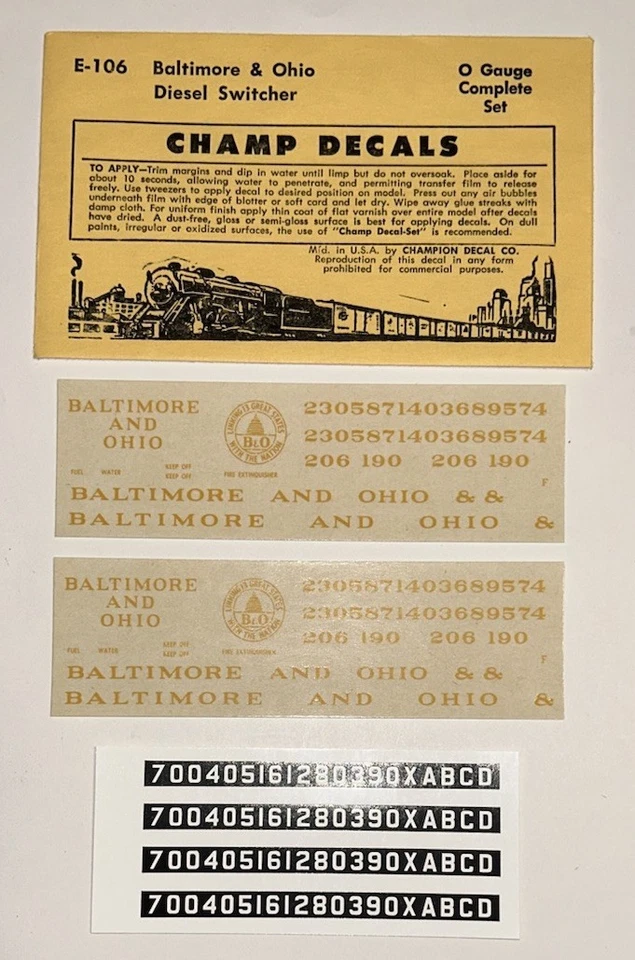 E-106 Baltimore & Ohio
Diesel Switcher
O Gauge
Complete
Set
CHAMP DECALS
TO APPLY—Trim margins and dip in water until limp but do not oversoak. Place aside for
about 10 seconds, allowing water to penetrate, and permitting transfer film to release
freely. Use tweezers to apply decal to desired position on model. Press out any air bubbles
underneath film with edge of blotter or soft card and let dry. Wipe away glue streaks with
damp cloth. For uniform finish apply thin coat of flat varnish over entire model after decals
have dried. A dust-free, gloss or semi-gloss surface is best for applying decals. On dull
paints, irregular or oxidized surfaces, the use of "Champ Decal-Set" is recommended.
M'f'd. in U.S.A. by CHAMPION DECAL CO.
Reproduction of this decal in any form
prohibited for commercial purposes.
BALTIMORE
AND
OHIO
LINKING 13 GREAT STATES
WITH THE NATION
B&O
2305871403689574
2305871403689574
206 190 206 190
F
FUEL WATER
KEEP OFF
KEEP OFF
FIRE EXTINGUISHER
BALTIMORE AND OHIO & &
BALTIMORE AND OHIO &
BALTIMORE
AND
OHIO
LINKING 13 GREAT STATES
WITH THE NATION
B&O
2305871403689574
2305871403689574
206 190 206 190
F
FUEL WATER
KEEP OFF
KEEP OFF
FIRE EXTINGUISHER
BALTIMORE AND OHIO & &
BALTIMORE AND OHIO &
700405161280390XABCD
700405161280390XABCD
700405161280390XABCD
700405161280390XABCD